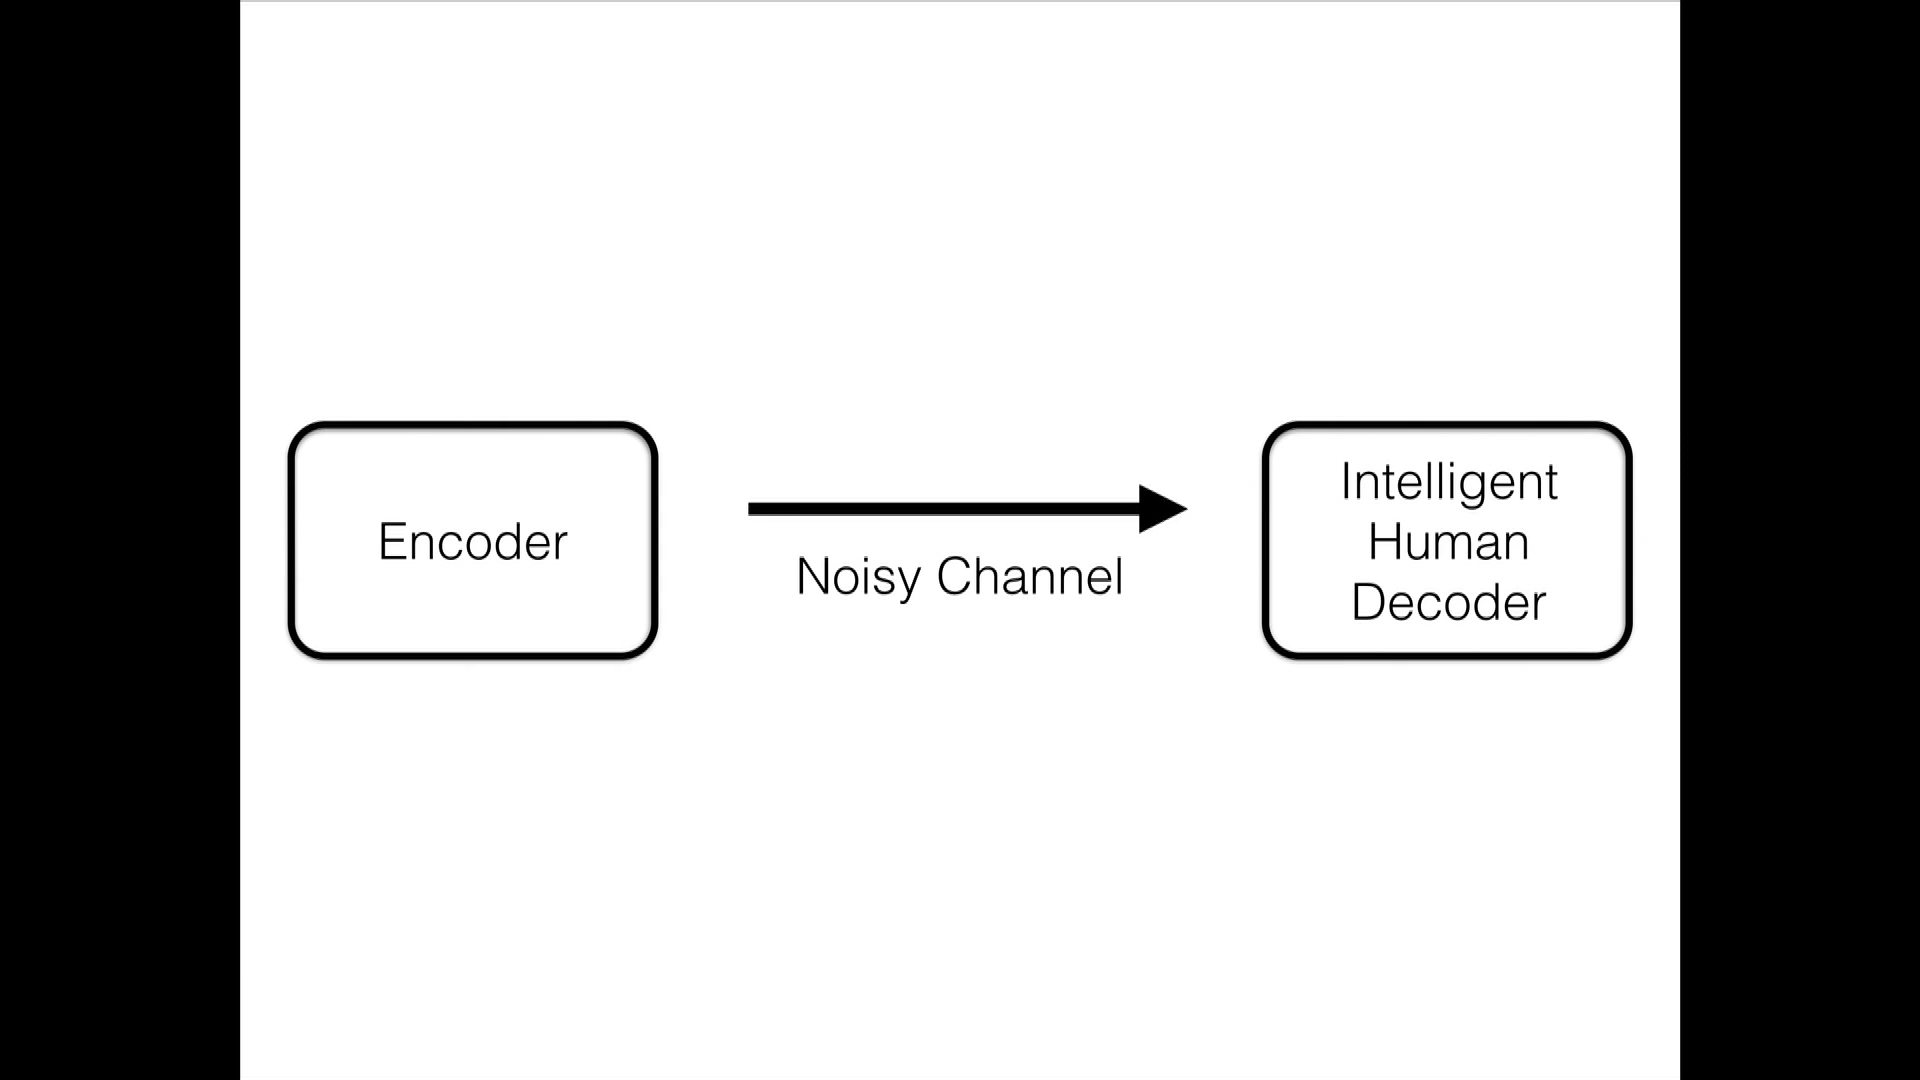 Encoder
Noisy Channel
Intelligent
Human
Decoder